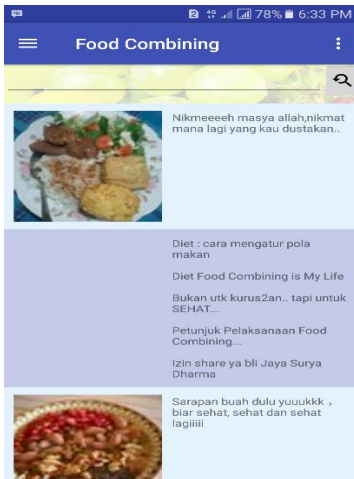 78% 6:33 PM
Food Combining
Nikmeeeeh masya allah,nikmat
mana lagi yang kau dustakan..
Diet : cara mengatur pola
makan
Diet Food Combining is My Life
Bukan utk kurus2an.. tapi untuk
SEHAT...
Petunjuk Pelaksanaan Food
Combining...
Izin share ya bli Jaya Surya
Dharma
Sarapan buah dulu yuuukkk ,
biar sehat, sehat dan sehat
lagiiiii